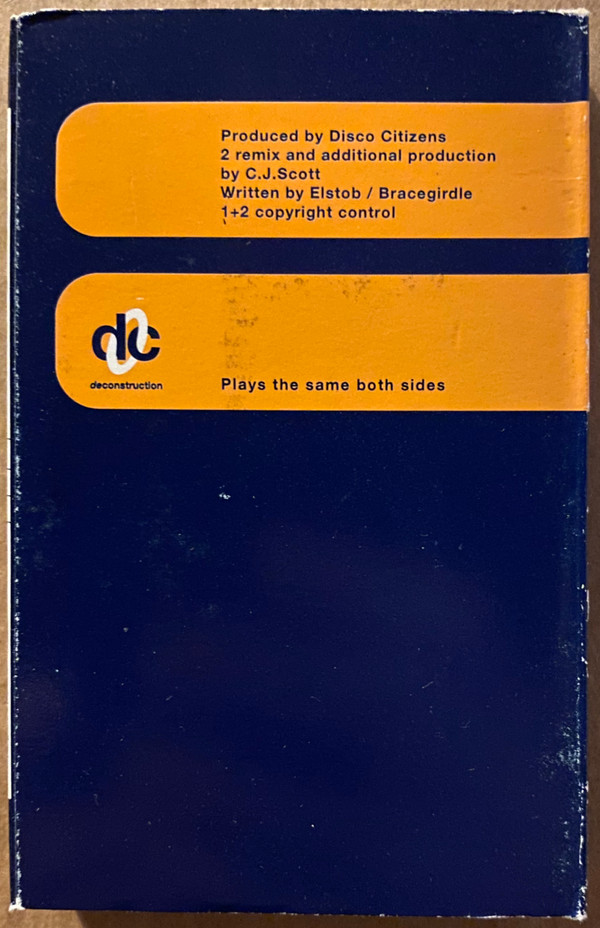 Produced by Disco Citizens
2 remix and additional production
by C.J.Scott
Written by Elstob / Bracegirdle
1+2 copyright control
dc
deconstruction
Plays the same both sides